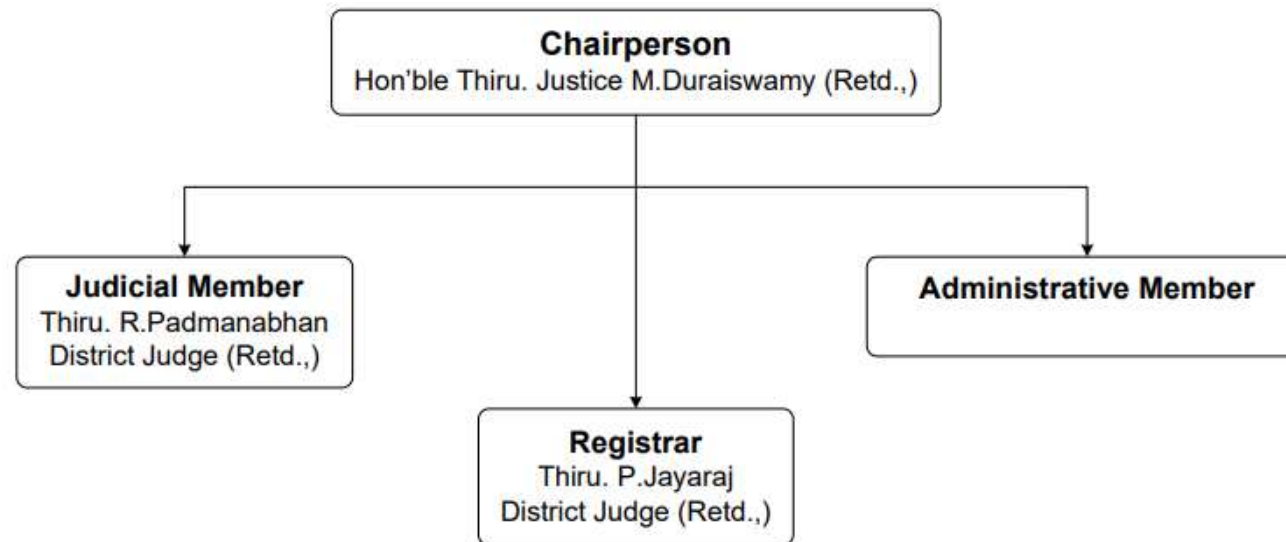 Chairperson
Hon'ble Thiru. Justice M.Duraiswamy (Retd.,)
Judicial Member
Thiru. R.Padmanabhan
District Judge (Retd.,)
Administrative Member
Registrar
Thiru. P.Jayaraj
District Judge (Retd.,)